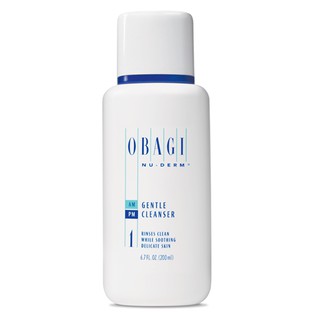 OBAGI
NU-DERM™
AM
PM
GENTLE
CLEANSER
1
RINSES CLEAN
WHILE SOOTHING
DELICATE SKIN
6.7 FL. OZ. (200 ml)